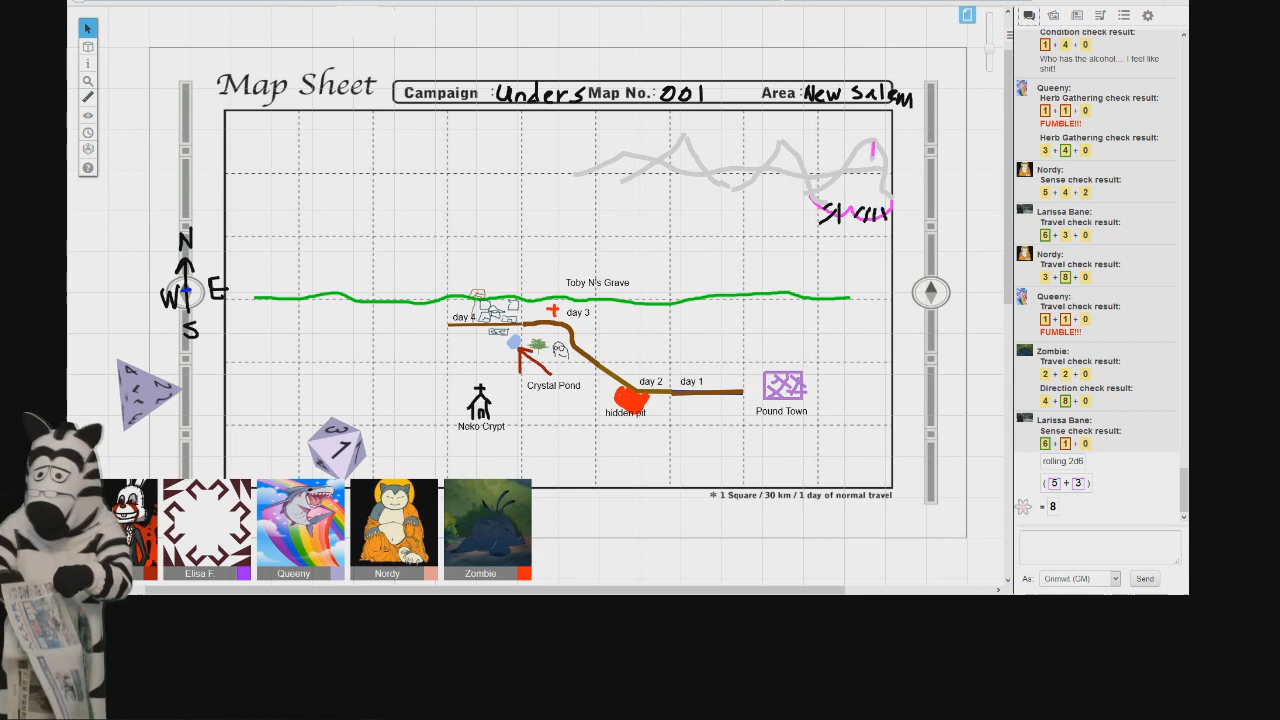 Map Sheet
Campaign : Unders Map No.: 001 Area: New Salem
N
W E
S
Toby N's Grave
day 4
day 3
Crystal Pond
day 2
day 1
hidden pit
Pound Town
Neko Crypt
* 1 Square / 30 km / 1 day of normal travel
Elisa F.
Queeny
Nordy
Zombie
Condition check result:
1 + 4 + 0
Who has the alcohol.... I feel like
shit!
Queeny:
Herb Gathering check result:
1 + 1 + 0
FUMBLE!!!
Herb Gathering check result:
3 + 4 + 0
Nordy:
Sense check result:
5 + 4 + 2
Larissa Bane:
Travel check result:
6 + 3 + 0
Nordy:
Travel check result:
3 + 8 + 0
Queeny:
Travel check result:
1 + 1 + 0
FUMBLE!!!
Zombie:
Travel check result:
2 + 2 + 0
Direction check result:
4 + 8 + 0
Larissa Bane:
Sense check result:
6 + 1 + 0
rolling 2d6
( 5 + 3 )
= 8
As: Grimwit (GM) Send